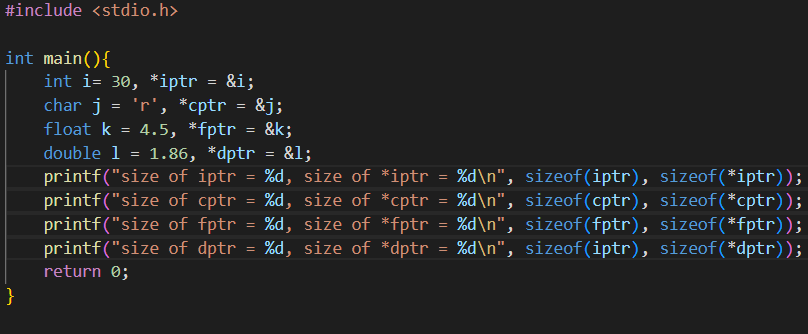 #include <stdio.h>
int main(){
    int i= 30, *iptr = &i;
    char j = 'r', *cptr = &j;
    float k = 4.5, *fptr = &k;
    double l = 1.86, *dptr = &l;
    printf("size of iptr = %d, size of *iptr = %d\n", sizeof(iptr), sizeof(*iptr));
    printf("size of cptr = %d, size of *cptr = %d\n", sizeof(cptr), sizeof(*cptr));
    printf("size of fptr = %d, size of *fptr = %d\n", sizeof(fptr), sizeof(*fptr));
    printf("size of dptr = %d, size of *dptr = %d\n", sizeof(iptr), sizeof(*dptr));
    return 0;
}